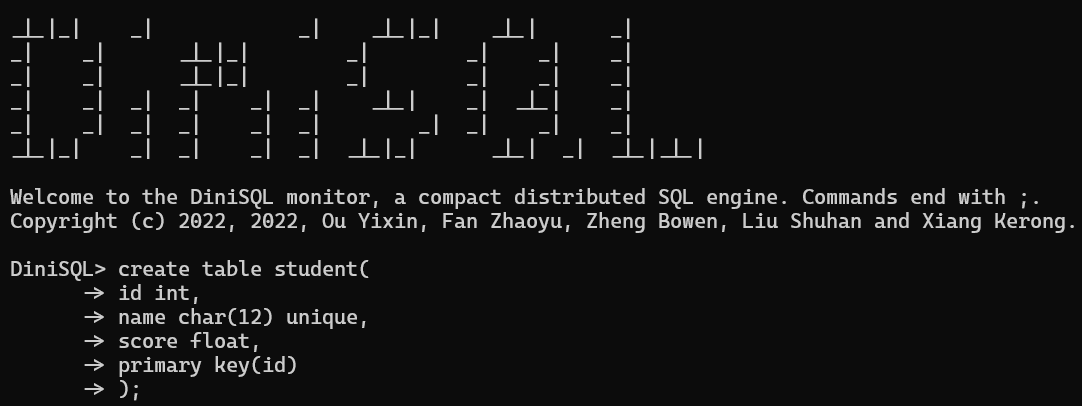 DiniSQL
Welcome to the DiniSQL monitor, a compact distributed SQL engine. Commands end with ;.
Copyright (c) 2022, 2022, Ou Yixin, Fan Zhaoyu, Zheng Bowen, Liu Shuhan and Xiang Kerong.
DiniSQL> create table student(
-> id int,
-> name char(12) unique,
-> score float,
-> primary key(id)
-> );